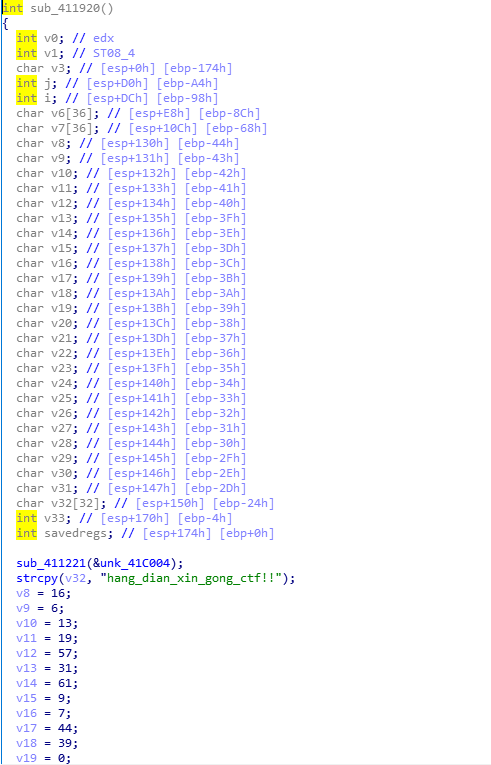 int sub_411920()
{
int v0; // edx
int v1; // ST08_4
char v3; // [esp+0h] [ebp-174h]
int j; // [esp+D0h] [ebp-A4h]
int i; // [esp+DCh] [ebp-98h]
char v6[36]; // [esp+E8h] [ebp-8Ch]
char v7[36]; // [esp+10Ch] [ebp-68h]
char v8; // [esp+130h] [ebp-44h]
char v9; // [esp+131h] [ebp-43h]
char v10; // [esp+132h] [ebp-42h]
char v11; // [esp+133h] [ebp-41h]
char v12; // [esp+134h] [ebp-40h]
char v13; // [esp+135h] [ebp-3Fh]
char v14; // [esp+136h] [ebp-3Eh]
char v15; // [esp+137h] [ebp-3Dh]
char v16; // [esp+138h] [ebp-3Ch]
char v17; // [esp+139h] [ebp-3Bh]
char v18; // [esp+13Ah] [ebp-3Ah]
char v19; // [esp+13Bh] [ebp-39h]
char v20; // [esp+13Ch] [ebp-38h]
char v21; // [esp+13Dh] [ebp-37h]
char v22; // [esp+13Eh] [ebp-36h]
char v23; // [esp+13Fh] [ebp-35h]
char v24; // [esp+140h] [ebp-34h]
char v25; // [esp+141h] [ebp-33h]
char v26; // [esp+142h] [ebp-32h]
char v27; // [esp+143h] [ebp-31h]
char v28; // [esp+144h] [ebp-30h]
char v29; // [esp+145h] [ebp-2Fh]
char v30; // [esp+146h] [ebp-2Eh]
char v31; // [esp+147h] [ebp-2Dh]
char v32[32]; // [esp+150h] [ebp-24h]
int v33; // [esp+170h] [ebp-4h]
int savedregs; // [esp+174h] [ebp+0h]
sub_411221(&unk_41C004);
strcpy(v32, "hang_dian_xin_gong_ctf!!");
v8 = 16;
v9 = 6;
v10 = 13;
v11 = 19;
v12 = 57;
v13 = 31;
v14 = 61;
v15 = 9;
v16 = 7;
v17 = 44;
v18 = 39;
v19 = 0;